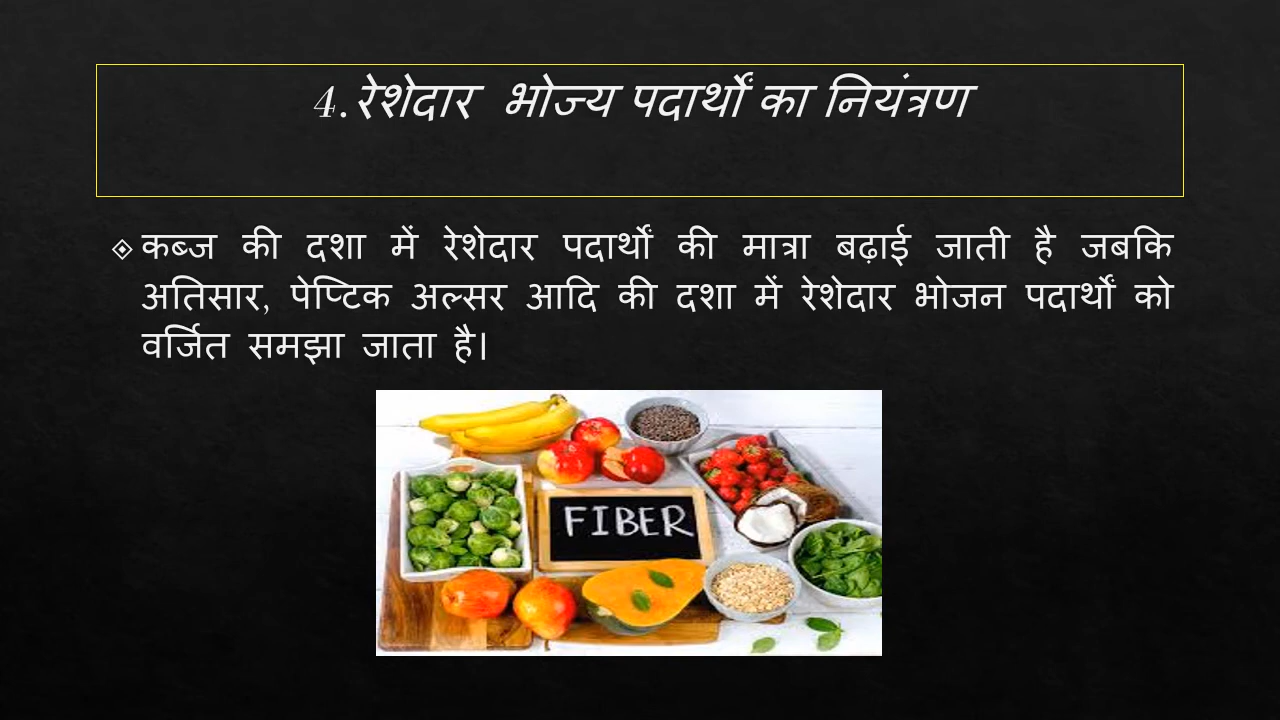 4.रेशेदार भोज्य पदार्थों का नियंत्रण
कब्ज की दशा में रेशेदार पदार्थों की मात्रा बढ़ाई जाती है जबकि
अतिसार, पेप्टिक अल्सर आदि की दशा में रेशेदार भोजन पदार्थों को
वर्जित समझा जाता है।
FIBER